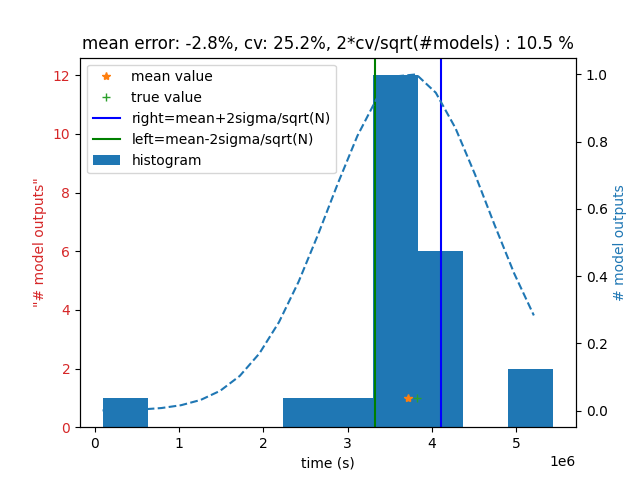 mean error: -2.8%, cv: 25.2%, 2*cv/sqrt(#models) : 10.5 %
mean value
true value
right=mean+2sigma/sqrt(N)
left=mean-2sigma/sqrt(N)
histogram
"# model outputs"
12
10
8
6
4
2
0
1.0
0.8
0.6
0.4
0.2
0.0
# model outputs
0
1
2
3
4
5
1e6
time (s)